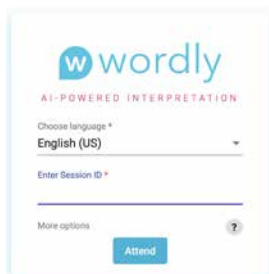 w wordly
AI-POWERED INTERPRETATION
Choose language *
English (US)
Enter Session ID *
More options
?
Attend